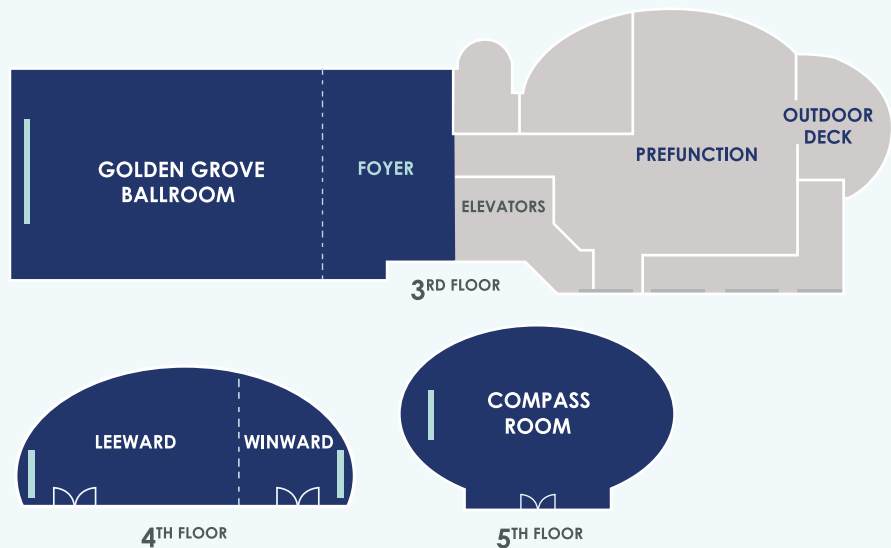 GOLDEN GROVE
BALLROOM
FOYER
ELEVATORS
PREFUNCTION
OUTDOOR
DECK
3RD FLOOR
LEEWARD
WINWARD
4TH FLOOR
COMPASS
ROOM
5TH FLOOR